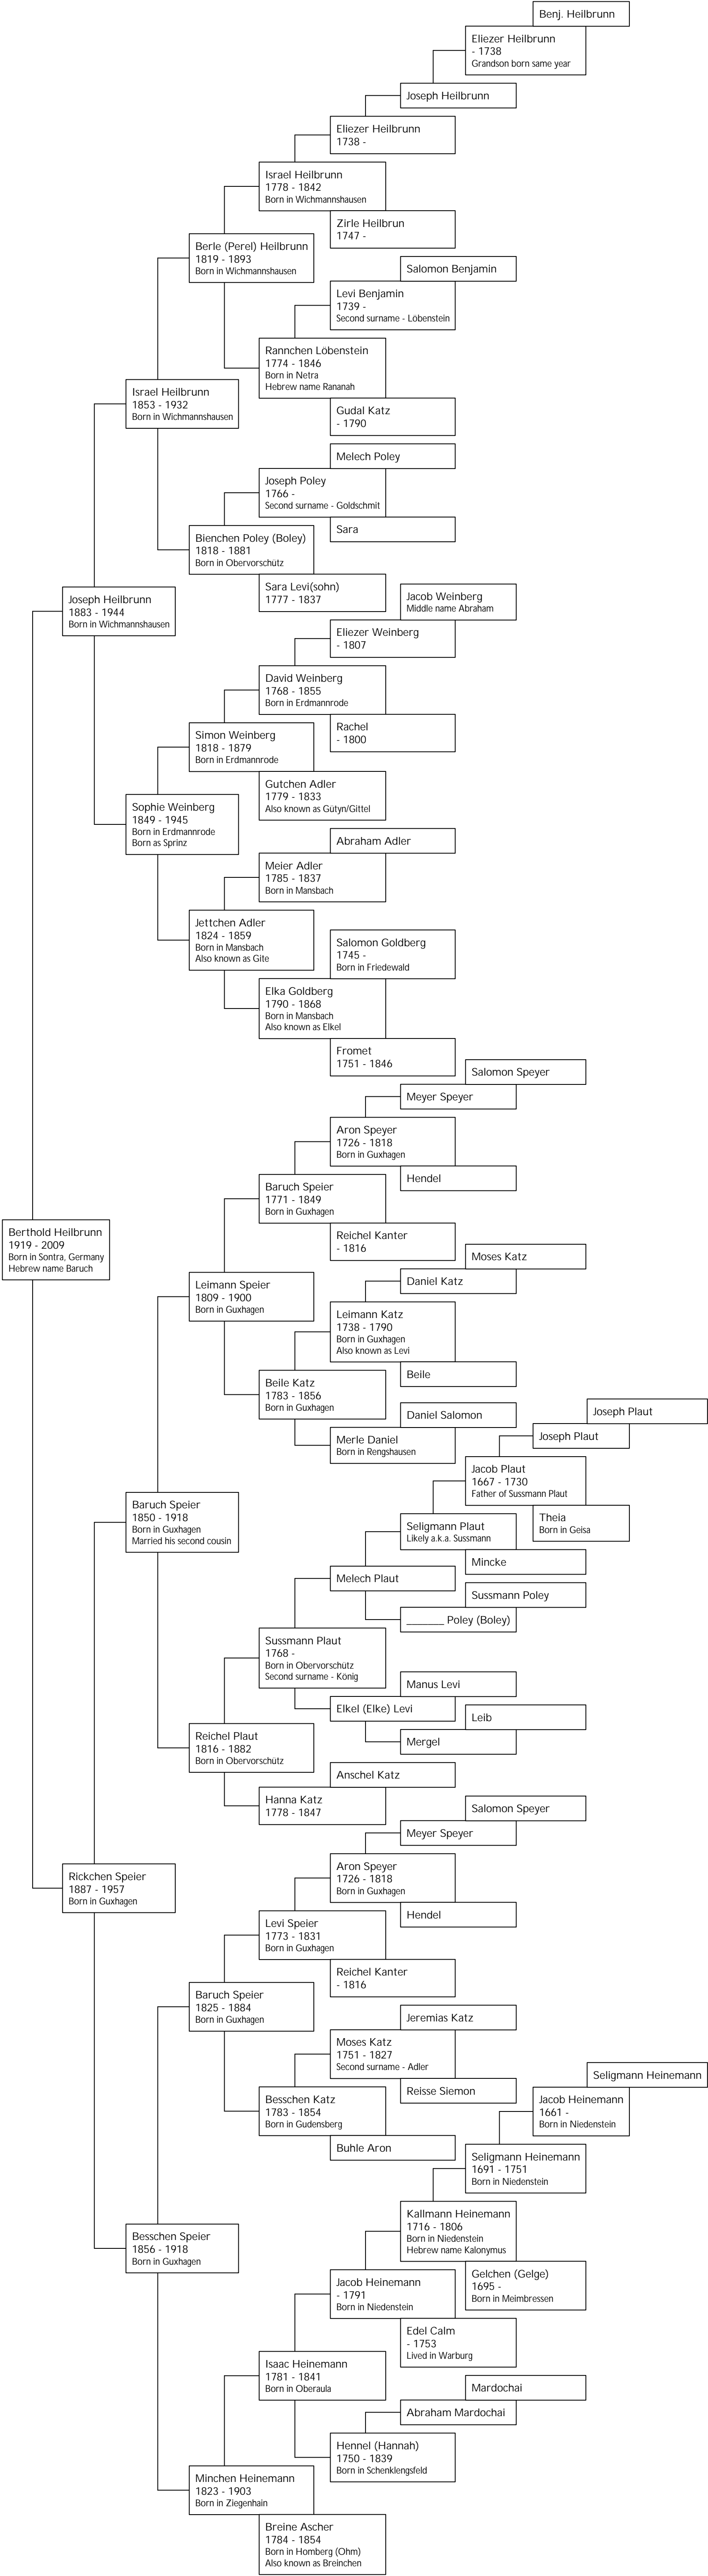 Benj. Heilbrunn
Eliezer Heilbrunn
- 1738
Grandson born same year
Joseph Heilbrunn
Eliezer Heilbrunn
1738 -
Israel Heilbrunn
1778 - 1842
Born in Wichmannshausen
Zirle Heilbrun
1747 -
Berle (Perel) Heilbrunn
1819 - 1893
Born in Wichmannshausen
Salomon Benjamin
Levi Benjamin
1739 -
Second surname - Löbenstein
Rannchen Löbenstein
1774 - 1846
Born in Netra
Hebrew name Rananah
Gudal Katz
- 1790
Israel Heilbrunn
1853 - 1932
Born in Wichmannshausen
Melech Poley
Joseph Poley
1766 -
Second surname - Goldschmit
Sara
Bienchen Poley (Boley)
1818 - 1881
Born in Obervorschütz
Sara Levi(sohn)
1777 - 1837
Joseph Heilbrunn
1883 - 1944
Born in Wichmannshausen
Jacob Weinberg
Middle name Abraham
Eliezer Weinberg
- 1807
David Weinberg
1768 - 1855
Born in Erdmannrode
Rachel
- 1800
Simon Weinberg
1818 - 1879
Born in Erdmannrode
Gutchen Adler
1779 - 1833
Also known as Gütyn/Gittel
Sophie Weinberg
1849 - 1945
Born in Erdmannrode
Born as Sprinz
Abraham Adler
Meier Adler
1785 - 1837
Born in Mansbach
Jettchen Adler
1824 - 1859
Born in Mansbach
Also known as Gite
Salomon Goldberg
1745 -
Born in Friedewald
Elka Goldberg
1790 - 1868
Born in Mansbach
Also known as Elkel
Fromet
1751 - 1846
Salomon Speyer
Meyer Speyer
Aron Speyer
1726 - 1818
Born in Guxhagen
Hendel
Baruch Speier
1771 - 1849
Born in Guxhagen
Reichel Kanter
- 1816
Berthold Heilbrunn
1919 - 2009
Born in Sontra, Germany
Hebrew name Baruch
Moses Katz
Daniel Katz
Leimann Speier
1809 - 1900
Born in Guxhagen
Leimann Katz
1738 - 1790
Born in Guxhagen
Also known as Levi
Beile
Beile Katz
1783 - 1856
Born in Guxhagen
Daniel Salomon
Merle Daniel
Born in Rengshausen
Joseph Plaut
Joseph Plaut
Jacob Plaut
1667 - 1730
Father of Sussmann Plaut
Theia
Born in Geisa
Baruch Speier
1850 - 1918
Born in Guxhagen
Married his second cousin
Seligmann Plaut
Likely a.k.a. Sussmann
Mincke
Melech Plaut
Sussmann Poley
_______ Poley (Boley)
Sussmann Plaut
1768 -
Born in Obervorschütz
Second surname - König
Manus Levi
Elkel (Elke) Levi
Leib
Mergel
Reichel Plaut
1816 - 1882
Born in Obervorschütz
Anschel Katz
Hanna Katz
1778 - 1847
Salomon Speyer
Meyer Speyer
Aron Speyer
1726 - 1818
Born in Guxhagen
Rickchen Speier
1887 - 1957
Born in Guxhagen
Hendel
Levi Speier
1773 - 1831
Born in Guxhagen
Reichel Kanter
- 1816
Baruch Speier
1825 - 1884
Born in Guxhagen
Jeremias Katz
Moses Katz
1751 - 1827
Second surname - Adler
Reisse Siemon
Besschen Katz
1783 - 1854
Born in Gudensberg
Buhle Aron
Seligmann Heinemann
Jacob Heinemann
1661 -
Born in Niedenstein
Seligmann Heinemann
1691 - 1751
Born in Niedenstein
Kallmann Heinemann
1716 - 1806
Born in Niedenstein
Hebrew name Kalonymus
Besschen Speier
1856 - 1918
Born in Guxhagen
Gelchen (Gelge)
1695 -
Born in Meimbressen
Jacob Heinemann
- 1791
Born in Niedenstein
Edel Calm
- 1753
Lived in Warburg
Isaac Heinemann
1781 - 1841
Born in Oberaula
Mardochai
Abraham Mardochai
Hennel (Hannah)
1750 - 1839
Born in Schenklengsfeld
Minchen Heinemann
1823 - 1903
Born in Ziegenhain
Breine Ascher
1784 - 1854
Born in Homberg (Ohm)
Also known as Breinchen